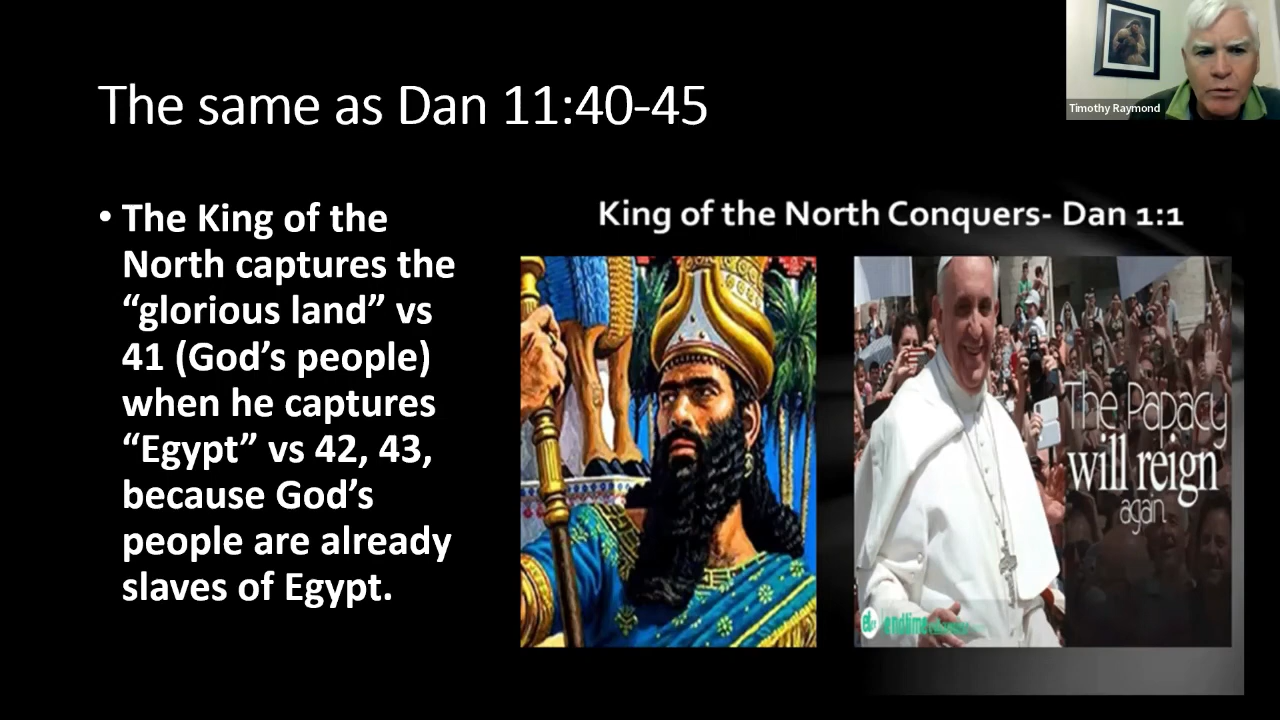 The same as Dan 11:40-45
Timothy Raymond
• The King of the
North captures the
“glorious land” vs
41 (God’s people)
when he captures
“Egypt” vs 42, 43,
because God’s
people are already
slaves of Egypt.
King of the North Conquers- Dan 1:1
The Papacy
will reign
again
endtime